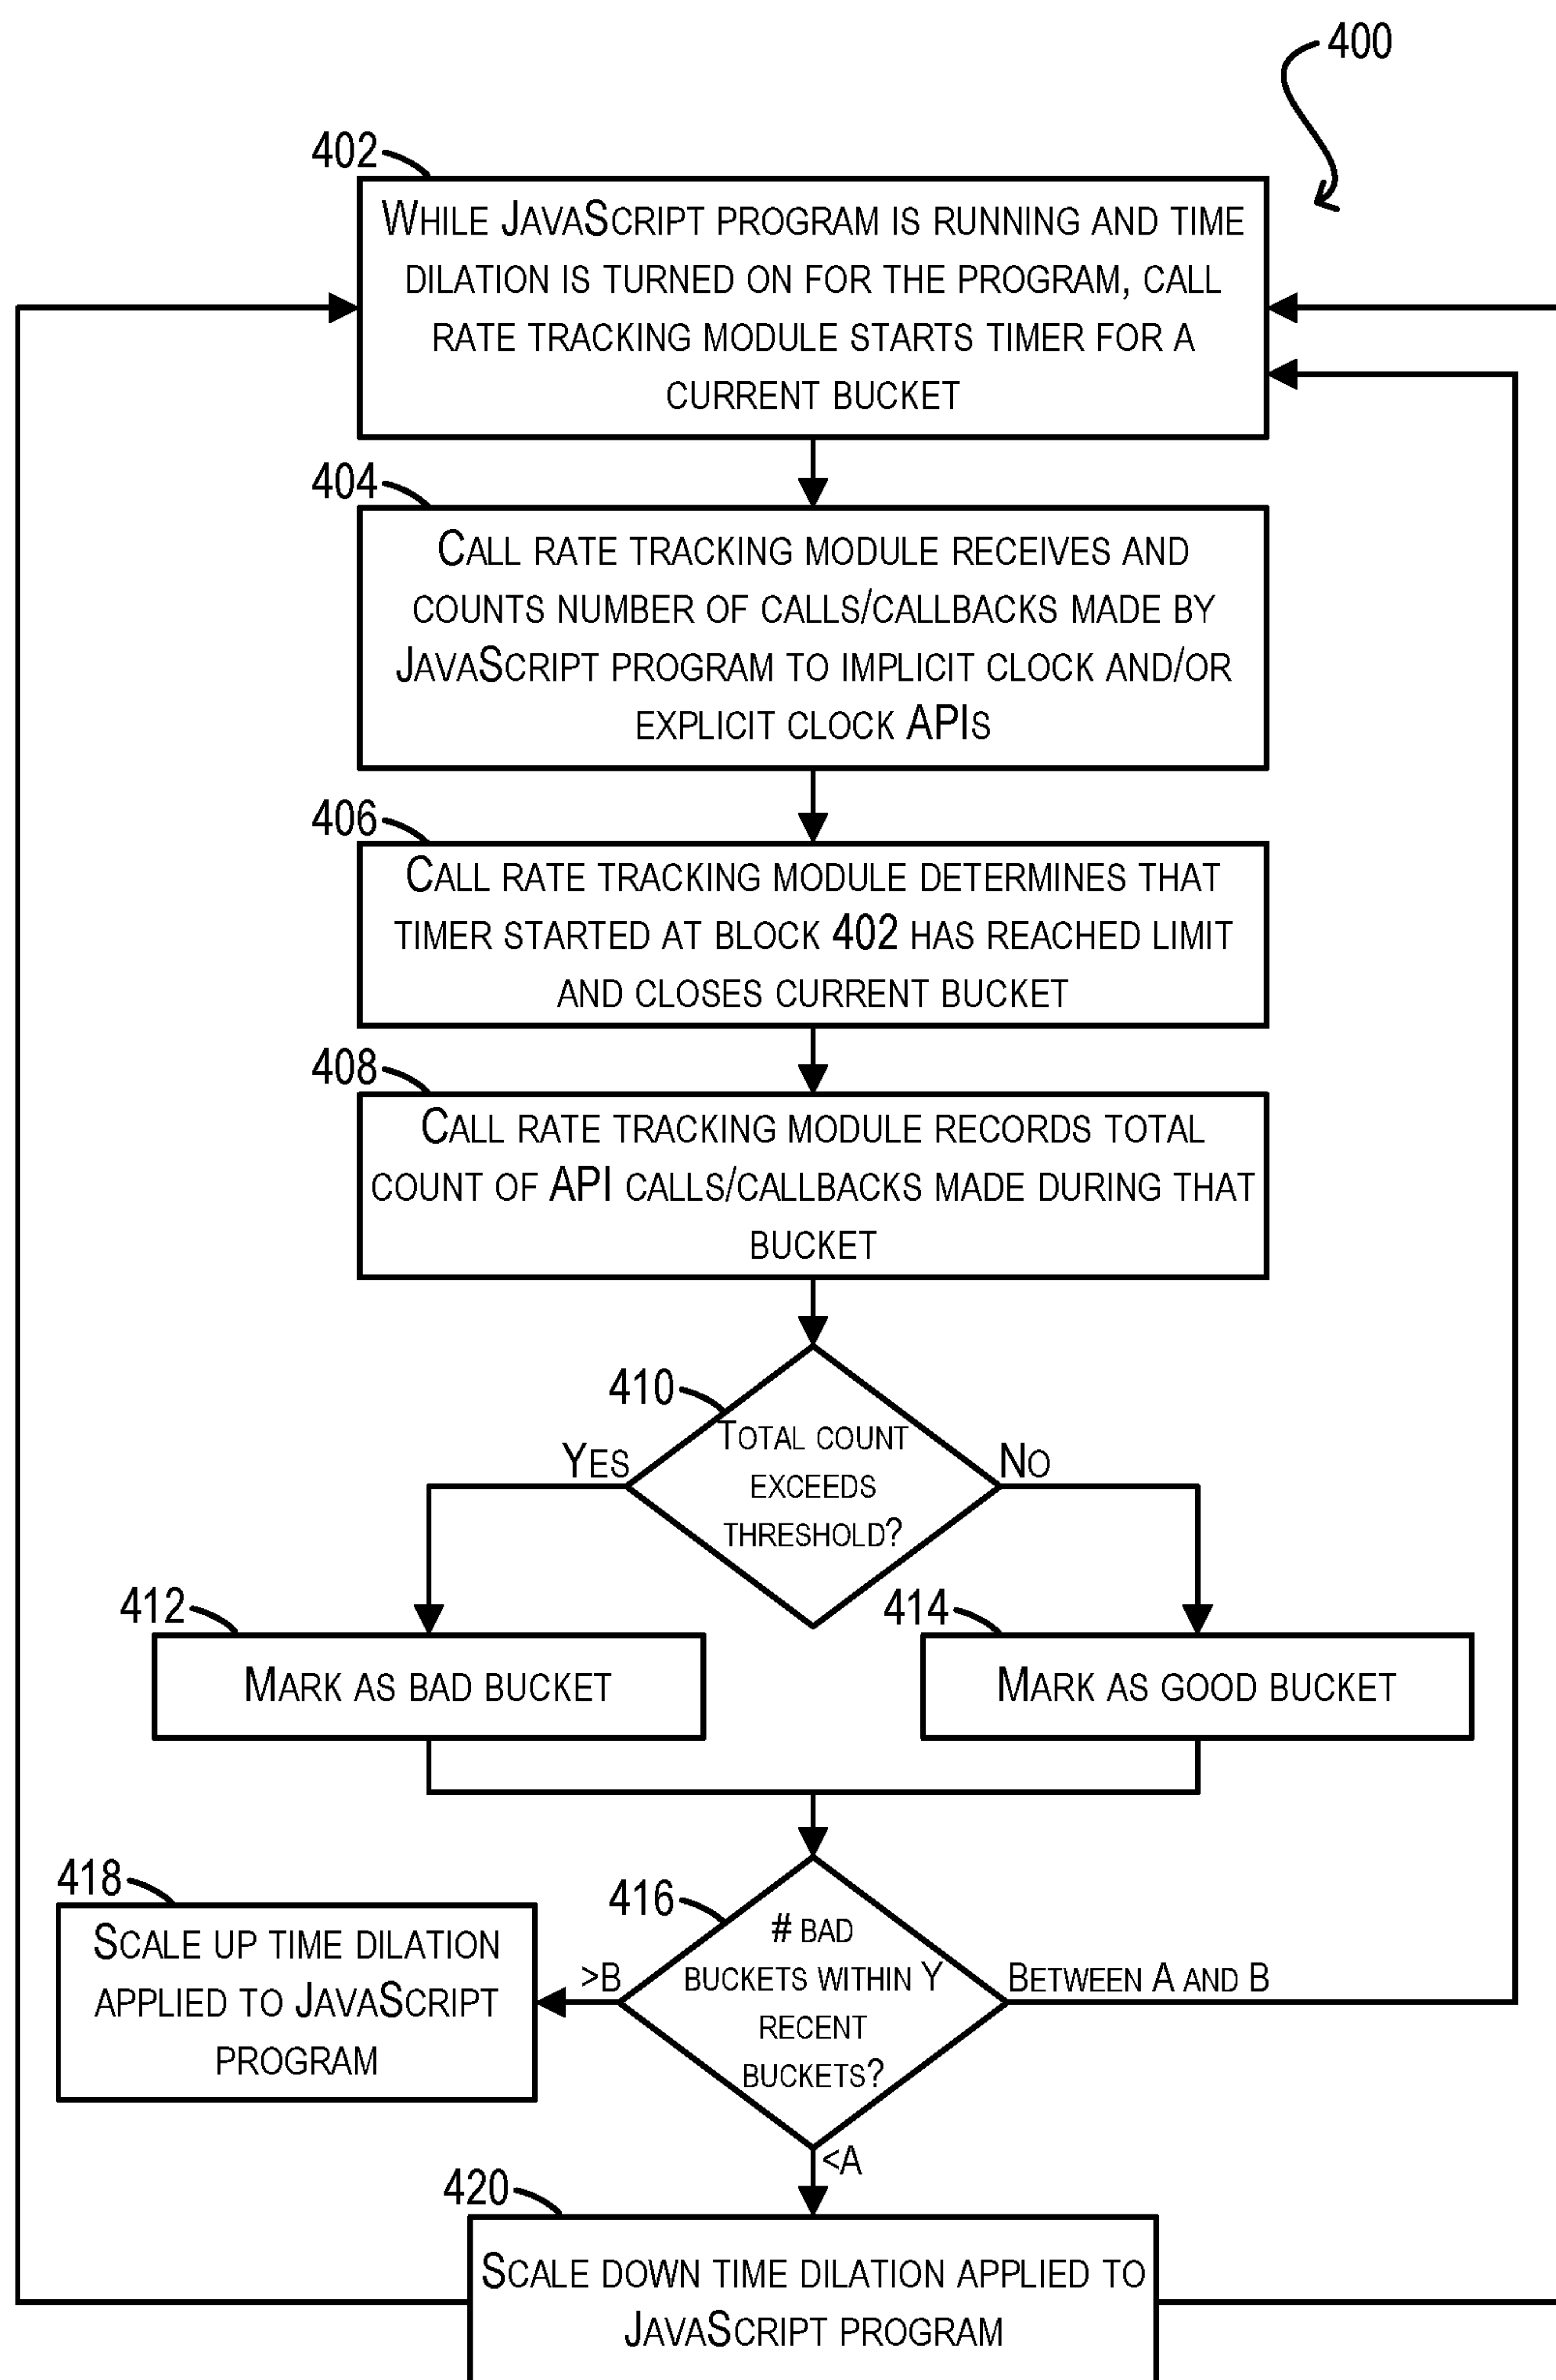 400
402
While JavaScript program is running and time
dilation is turned on for the program, call
rate tracking module starts timer for a
current bucket
404
Call rate tracking module receives and
counts number of calls/callbacks made by
JavaScript program to implicit clock and/or
explicit clock APIs
406
Call rate tracking module determines that
timer started at block 402 has reached limit
and closes current bucket
408
Call rate tracking module records total
count of API calls/callbacks made during that
bucket
410
Total count
exceeds
threshold?
Yes
No
412
Mark as bad bucket
414
Mark as good bucket
416
# bad
buckets within Y
recent
buckets?
>B
Between A and B
<A
418
Scale up time dilation
applied to JavaScript
program
420
Scale down time dilation applied to
JavaScript program